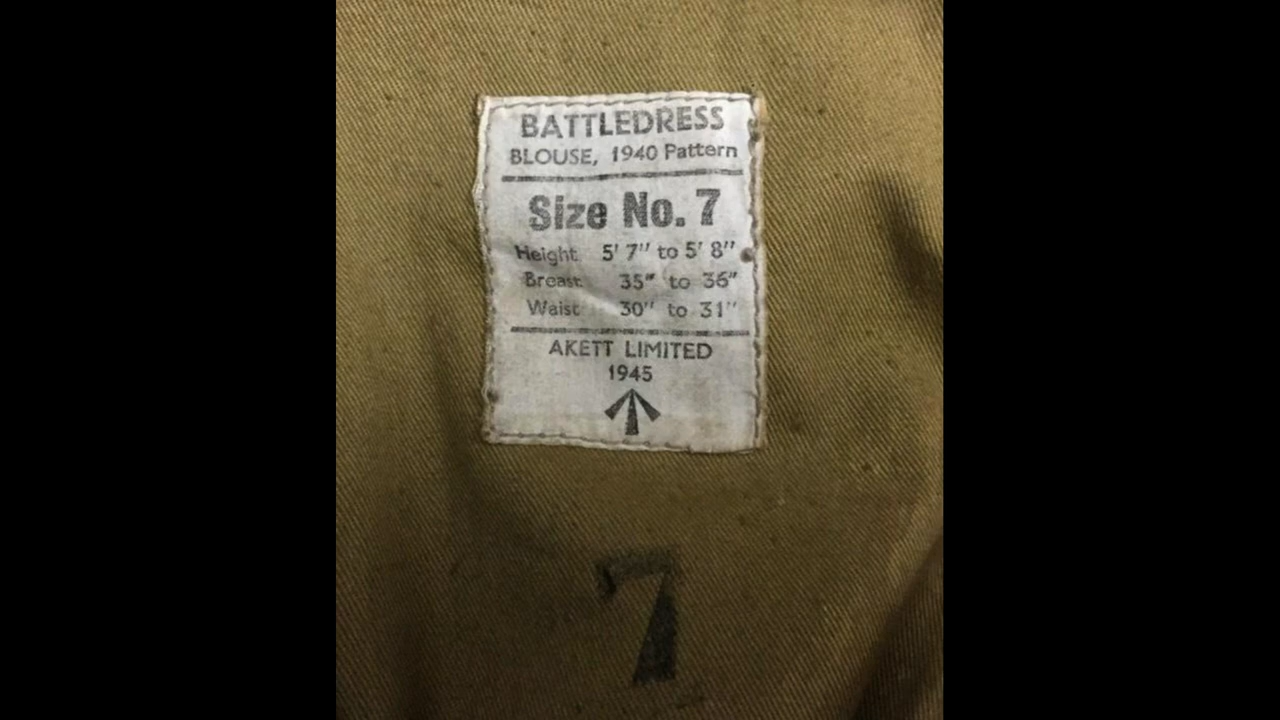 BATTLEDRESS
BLOUSE, 1940 Pattern
Size No. 7
Height 5' 7" to 5' 8"
Breast 35" to 36"
Waist 30" to 31"
AKETT LIMITED
1945
7